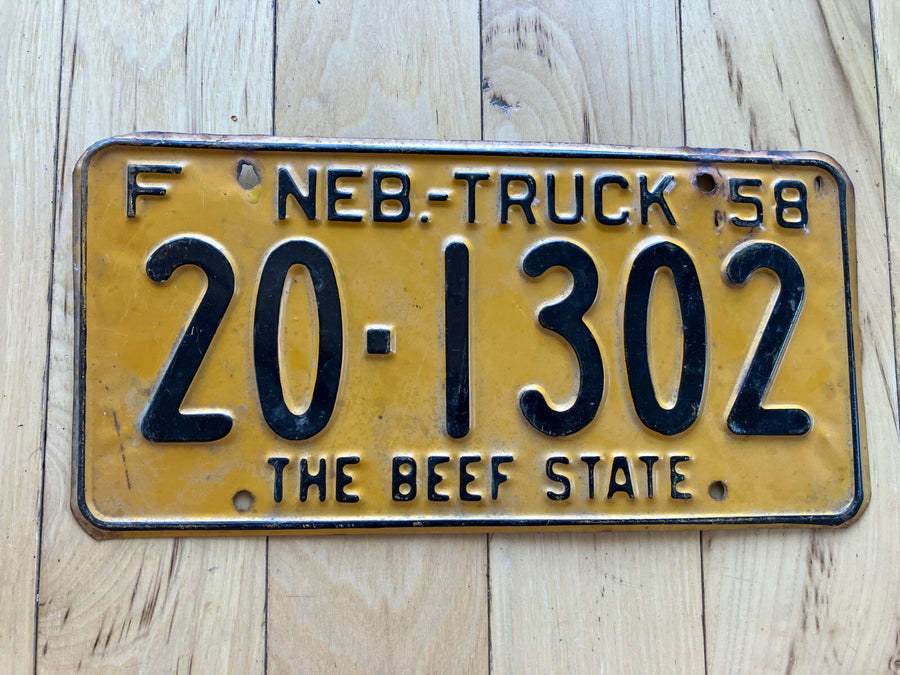 F NEB.-TRUCK 58
20-1302
THE BEEF STATE